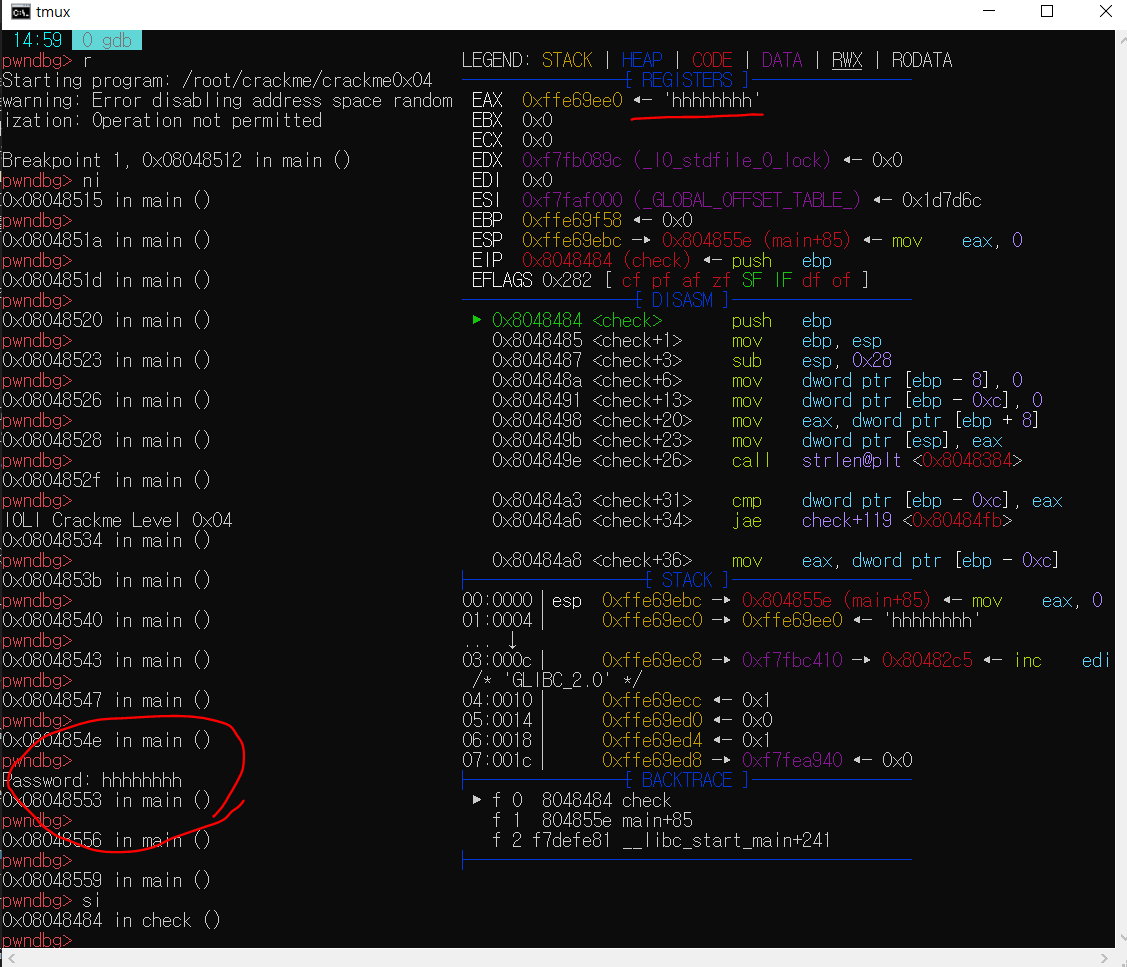 tmux
14:59 0 gdb
pwndbg> r
Starting program: /root/crackme/crackme0x04
warning: Error disabling address space random
ization: Operation not permitted
Breakpoint 1, 0x08048512 in main ()
pwndbg> ni
0x08048515 in main ()
pwndbg>
0x0804851a in main ()
pwndbg>
0x0804851d in main ()
pwndbg>
0x08048520 in main ()
pwndbg>
0x08048523 in main ()
pwndbg>
0x08048526 in main ()
pwndbg>
0x08048528 in main ()
pwndbg>
0x0804852f in main ()
pwndbg>
IOLI Crackme Level 0x04
0x08048534 in main ()
pwndbg>
0x0804853b in main ()
pwndbg>
0x08048540 in main ()
pwndbg>
0x08048543 in main ()
pwndbg>
0x08048547 in main ()
pwndbg>
0x0804854e in main ()
pwndbg>
Password: hhhhhhhh
0x08048553 in main ()
pwndbg>
0x08048556 in main ()
pwndbg>
0x08048559 in main ()
pwndbg> si
0x08048484 in check ()
pwndbg>
LEGEND: STACK | HEAP | CODE | DATA | RWX | RODATA
[ REGISTERS ]
EAX 0xffe69ee0 ◂— 'hhhhhhhh'
EBX 0x0
ECX 0x0
EDX 0xf7fb089c (_IO_stdfile_0_lock) ◂— 0x0
EDI 0x0
ESI 0xf7faf000 (_GLOBAL_OFFSET_TABLE_) ◂— 0x1d7d6c
EBP 0xffe69f58 ◂— 0x0
ESP 0xffe69ebc —▸ 0x804855e (main+85) ◂— mov eax, 0
EIP 0x8048484 (check) ◂— push ebp
EFLAGS 0x282 [ cf pf af zf SF IF df of ]
[ DISASM ]
► 0x8048484 <check> push ebp
0x8048485 <check+1> mov ebp, esp
0x8048487 <check+3> sub esp, 0x28
0x804848a <check+6> mov dword ptr [ebp - 8], 0
0x8048491 <check+13> mov dword ptr [ebp - 0xc], 0
0x8048498 <check+20> mov eax, dword ptr [ebp + 8]
0x804849b <check+23> mov dword ptr [esp], eax
0x804849e <check+26> call strlen@plt <0x8048384>
0x80484a3 <check+31> cmp dword ptr [ebp - 0xc], eax
0x80484a6 <check+34> jae check+119 <0x80484fb>
0x80484a8 <check+36> mov eax, dword ptr [ebp - 0xc]
[ STACK ]
00:0000│ esp 0xffe69ebc —▸ 0x804855e (main+85) ◂— mov eax, 0
01:0004│ 0xffe69ec0 —▸ 0xffe69ee0 ◂— 'hhhhhhhh'
... ↓
03:000c│ 0xffe69ec8 —▸ 0xf7fbc410 —▸ 0x80482c5 ◂— inc edi
/* 'GLIBC_2.0' */
04:0010│ 0xffe69ecc ◂— 0x1
05:0014│ 0xffe69ed0 ◂— 0x0
06:0018│ 0xffe69ed4 ◂— 0x1
07:001c│ 0xffe69ed8 —▸ 0xf7fea940 ◂— 0x0
[ BACKTRACE ]
► f 0 8048484 check
f 1 804855e main+85
f 2 f7defe81 __libc_start_main+241